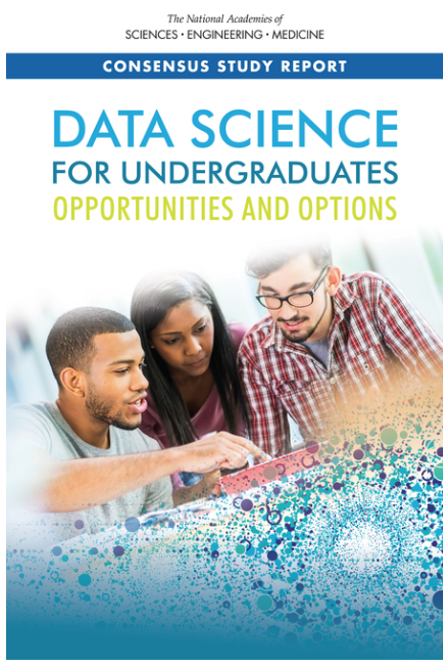 The National Academies of
SCIENCES • ENGINEERING • MEDICINE
CONSENSUS STUDY REPORT
DATA SCIENCE
FOR UNDERGRADUATES
OPPORTUNITIES AND OPTIONS